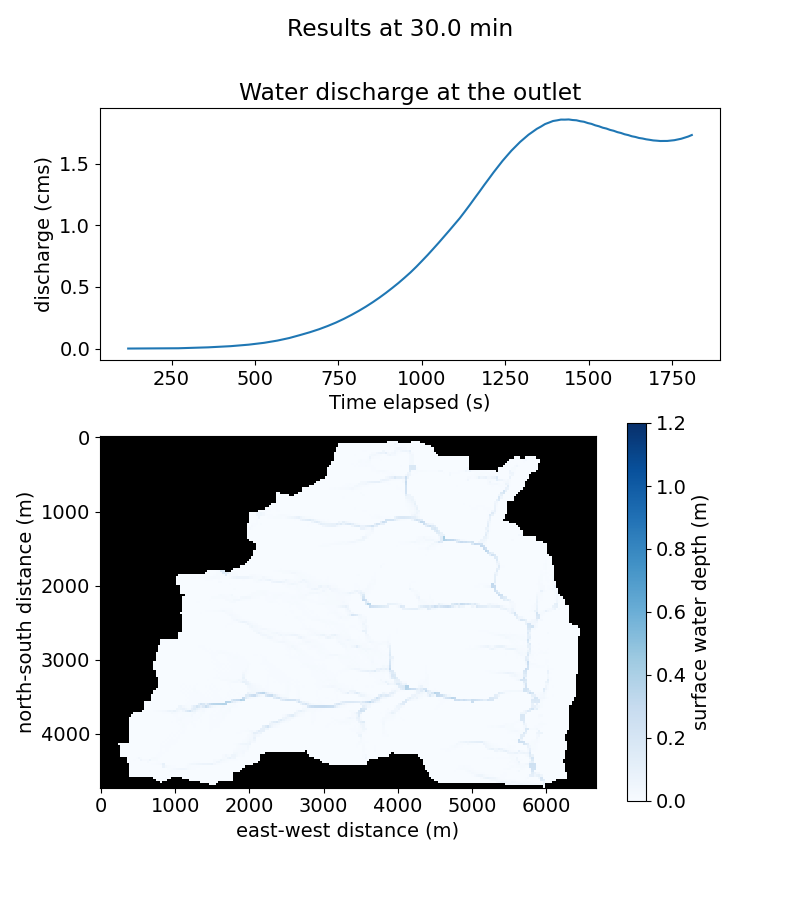 Results at 30.0 min
Water discharge at the outlet
discharge (cms)
1.5
1.0
0.5
0.0
250 500 750 1000 1250 1500 1750
Time elapsed (s)
north-south distance (m)
0
1000
2000
3000
4000
0 1000 2000 3000 4000 5000 6000
east-west distance (m)
1.2
1.0
0.8
0.6
0.4
0.2
0.0
surface water depth (m)